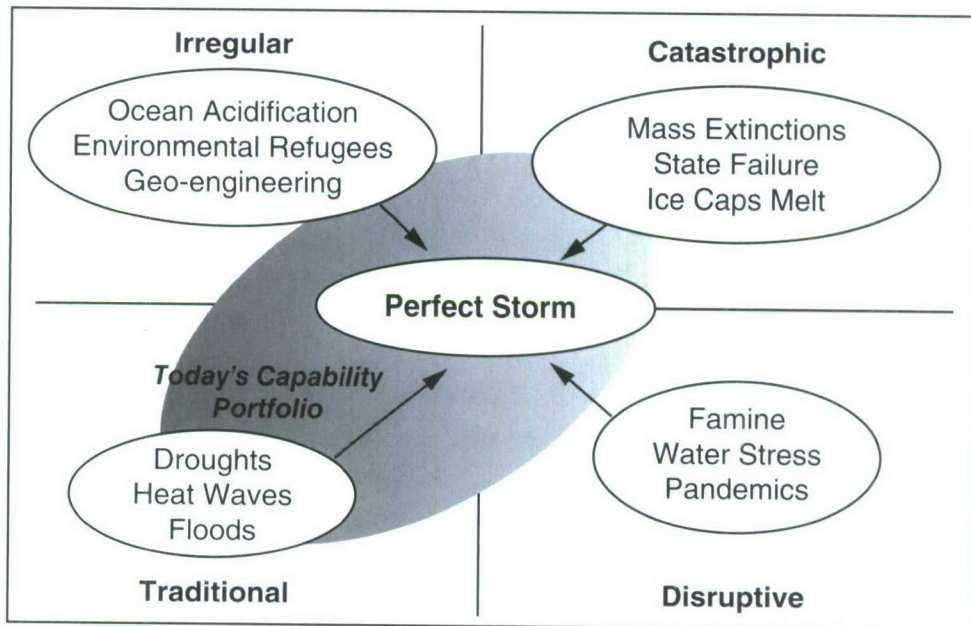 Irregular
Ocean Acidification
Environmental Refugees
Geo-engineering
Catastrophic
Mass Extinctions
State Failure
Ice Caps Melt
Perfect Storm
Today's Capability
Portfolio
Droughts
Heat Waves
Floods
Traditional
Famine
Water Stress
Pandemics
Disruptive